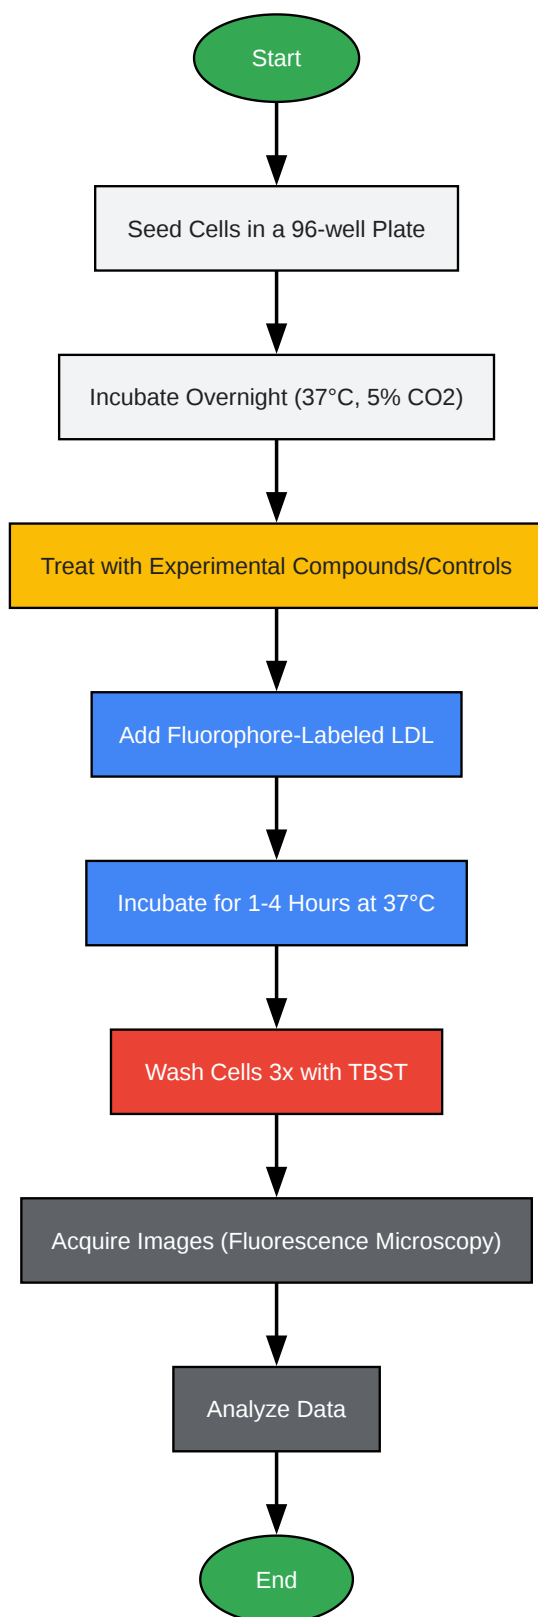 Start
Seed Cells in a 96-well Plate
Incubate Overnight (37°C, 5% CO2)
Treat with Experimental Compounds/Controls
Add Fluorophore-Labeled LDL
Incubate for 1-4 Hours at 37°C
Wash Cells 3x with TBST
Acquire Images (Fluorescence Microscopy)
Analyze Data
End